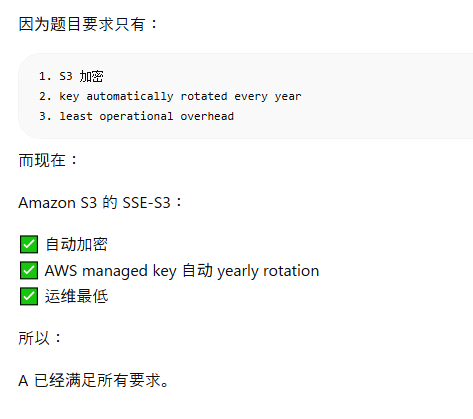 因为题目要求只有：
1. S3 加密
2. key automatically rotated every year
3. least operational overhead
而现在：
Amazon S3 的 SSE-S3：
✅ 自动加密
✅ AWS managed key 自动 yearly rotation
✅ 运维最低
所以：
A 已经满足所有要求。